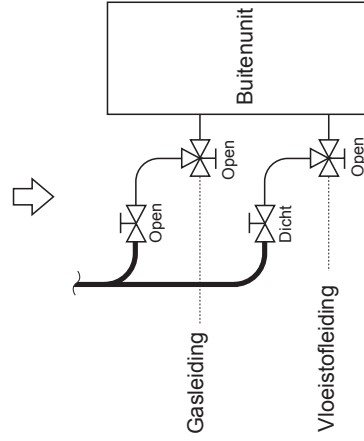 Buitenunit
Open
Open
Dicht
Open
Gasleiding
Vloeistofleiding